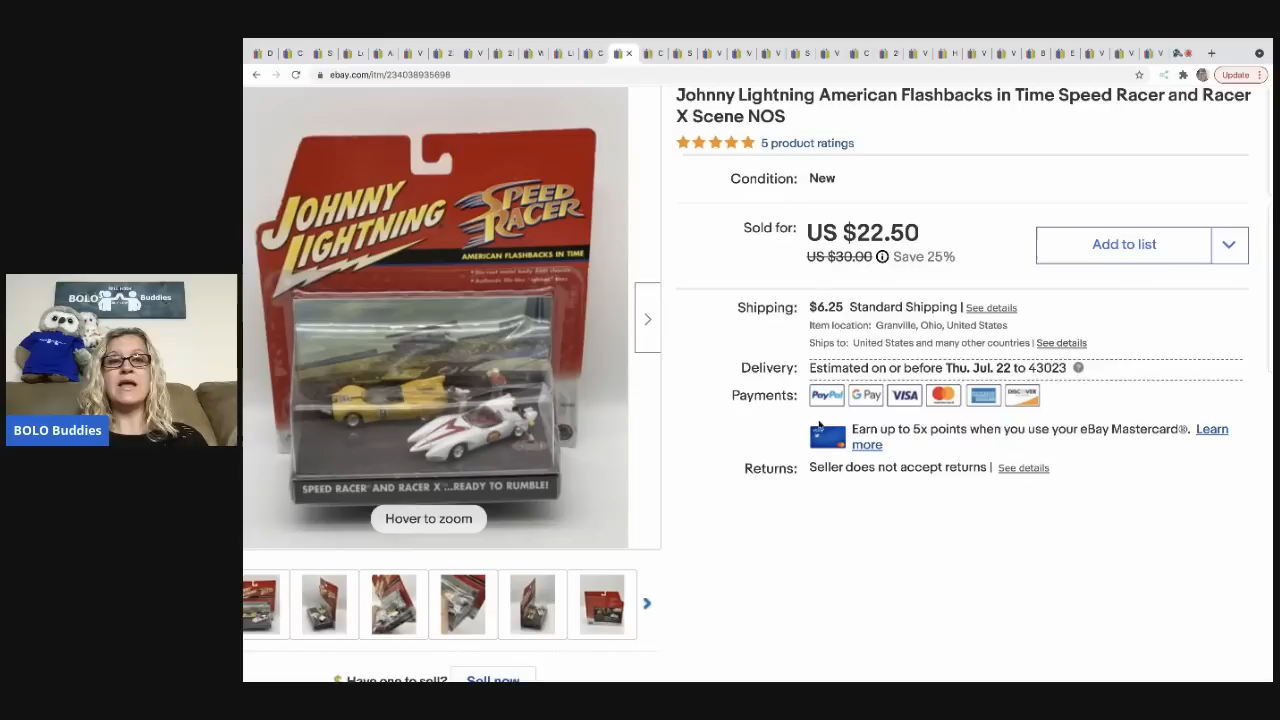 ebay.com/itm/234038935698
Update
Johnny Lightning American Flashbacks in Time Speed Racer and Racer
X Scene NOS
5 product ratings
Condition: New
Sold for: US $22.50
US $30.00 Save 25%
Add to list
Shipping: $6.25 Standard Shipping | See details
Item location: Granville, Ohio, United States
Ships to: United States and many other countries | See details
Delivery: Estimated on or before Thu. Jul. 22 to 43023
Payments: PayPal G Pay VISA MasterCard DISCOVER
Earn up to 5x points when you use your eBay Mastercard®. Learn
more
Returns: Seller does not accept returns | See details
JOHNNY
LIGHTNING
SPEED
RACER
AMERICAN FLASHBACKS IN TIME
SPEED RACER AND RACER X ...READY TO RUMBLE!
Hover to zoom
Have one to sell? Sell now
BOLO Buddies
BOLO Buddies